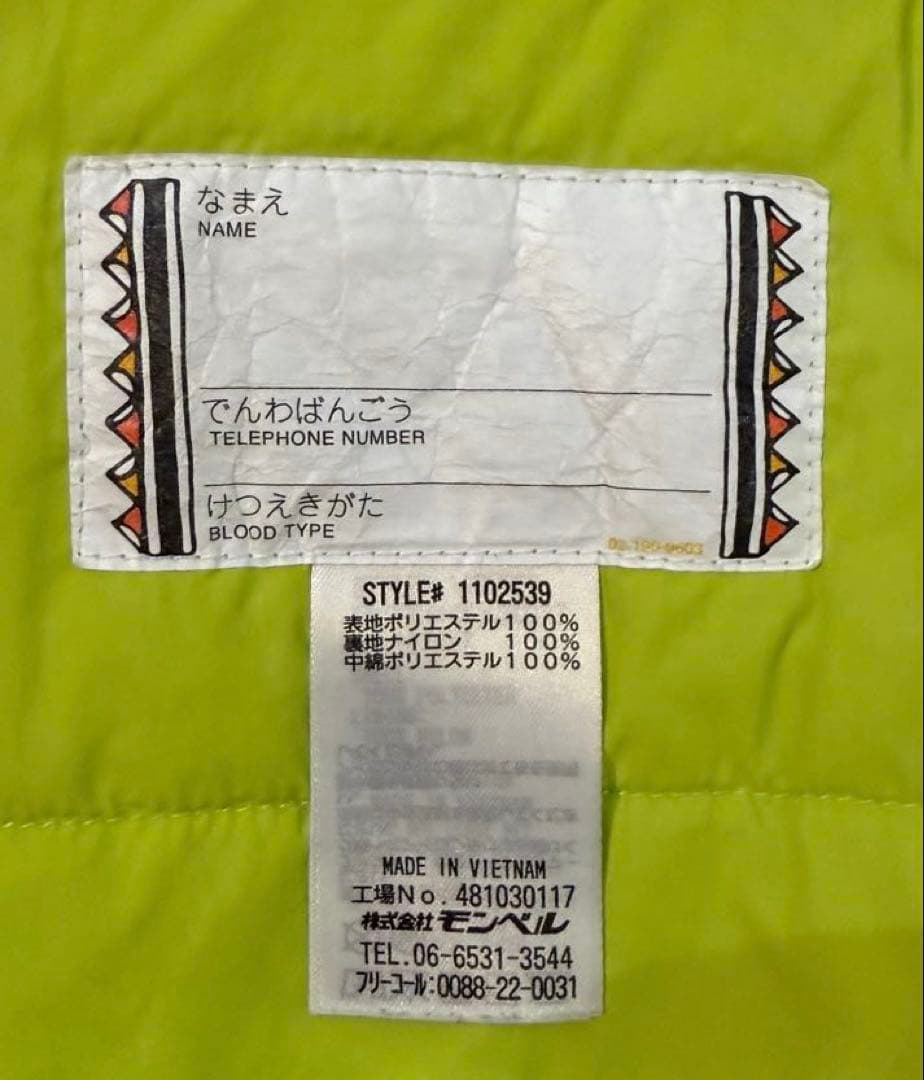 なまえ
NAME
でんわばんごう
TELEPHONE NUMBER
けつえきがた
BLOOD TYPE
STYLE# 1102539
表地ポリエステル100%
裏地ナイロン 100%
中綿ポリエステル100%
MADE IN VIETNAM
工場No. 481030117
株式会社モンベル
TEL.06-6531-3544
フリーコール:0088-22-0031